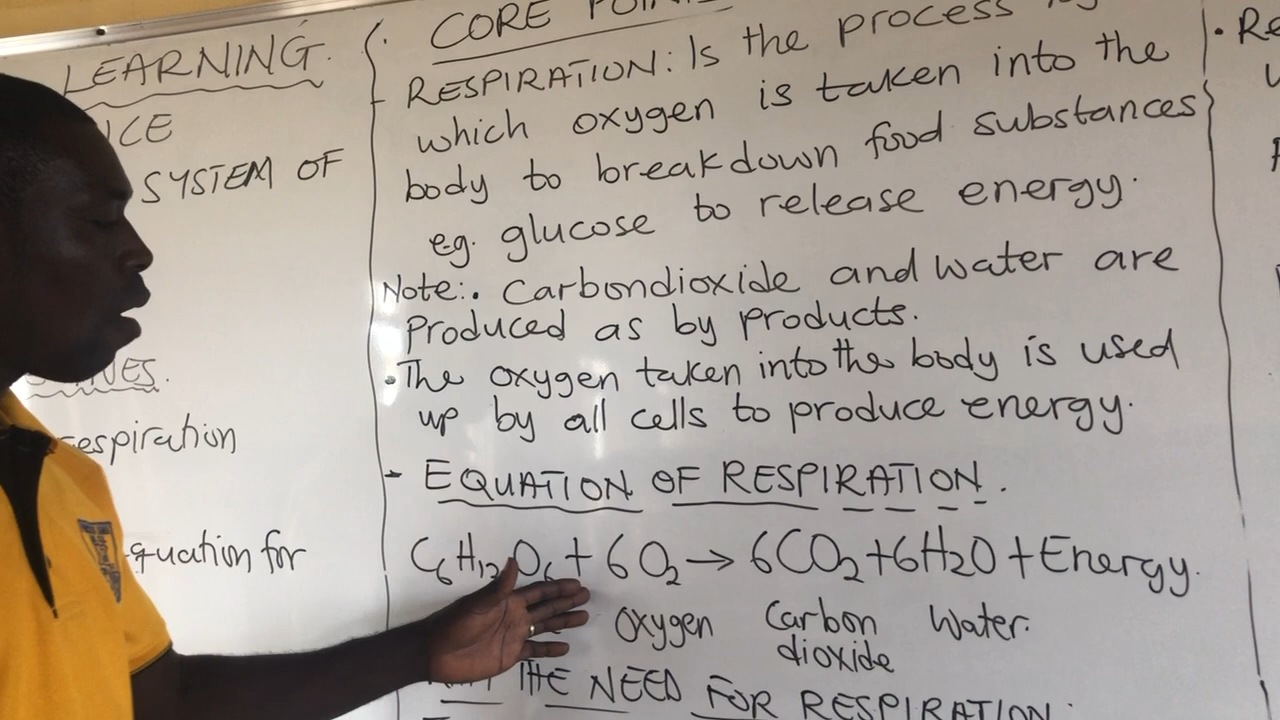 LEARNING.
SYSTEM OF
respiration
equation for
CORE
- RESPIRATION: Is the process
which oxygen is taken into the
body to breakdown food substances
eg. glucose to release energy.
Note:. Carbondioxide and water are
produced as by products.
• The oxygen taken into the body is used
up by all cells to produce energy.
- EQUATION OF RESPIRATION.
C6H12O6 + 6O2 → 6CO2 + 6H2O + Energy.
Oxygen Carbon Water.
dioxide
THE NEED FOR RESPIRATION.